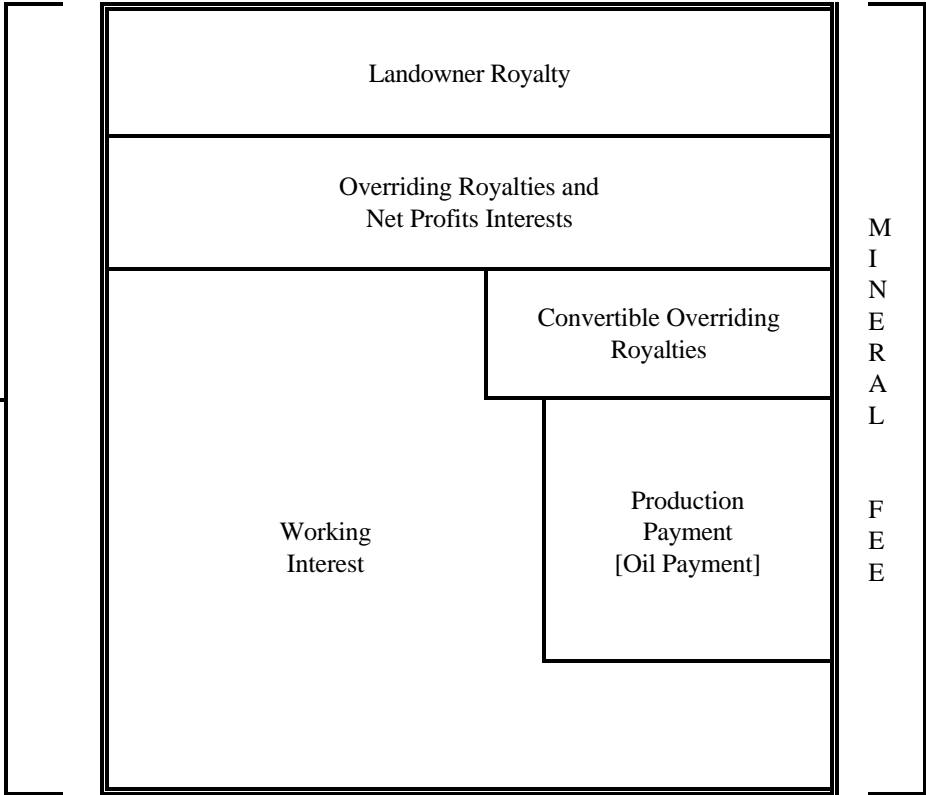 Landowner Royalty
Overriding Royalties and
Net Profits Interests
Convertible Overriding
Royalties
Working
Interest
Production
Payment
[Oil Payment]
M
I
N
E
R
A
L
F
E
E